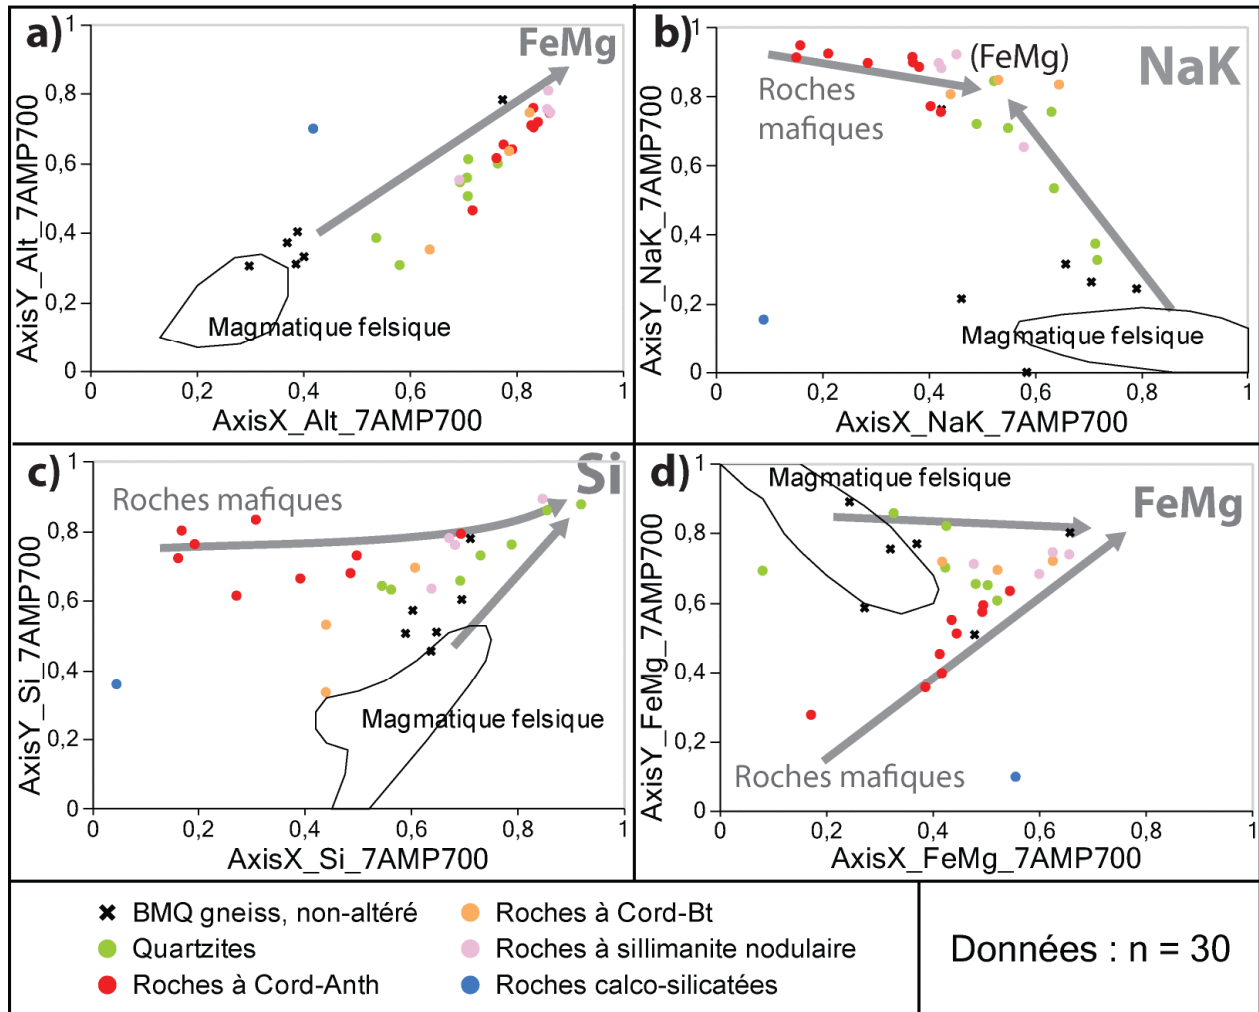 a)
FeMg
AxisY_Alt_7AMP700
1
0,8
0,6
0,4
0,2
0
Magmatique felsique
0
0,2
0,4
0,6
0,8
1
AxisX_Alt_7AMP700
b)
(FeMg)
NaK
Roches
mafiques
AxisY_NaK_7AMP700
1
0,8
0,6
0,4
0,2
0
Magmatique felsique
0
0,2
0,4
0,6
0,8
1
AxisX_NaK_7AMP700
c)
Si
Roches mafiques
AxisY_Si_7AMP700
1
0,8
0,6
0,4
0,2
0
Magmatique felsique
0
0,2
0,4
0,6
0,8
1
AxisX_Si_7AMP700
d)
Magmatique felsique
FeMg
AxisY_FeMg_7AMP700
1
0,8
0,6
0,4
0,2
0
Roches mafiques
0
0,2
0,4
0,6
0,8
1
AxisX_FeMg_7AMP700
BMQ gneiss, non-altéré
Quartzites
Roches à Cord-Anth
Roches à Cord-Bt
Roches à sillimanite nodulaire
Roches calco-silicatées
Données : n = 30